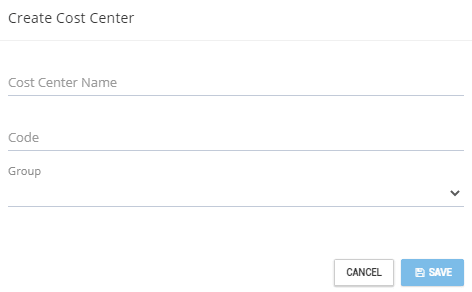 Create Cost Center
Cost Center Name
Code
Group
CANCEL
SAVE